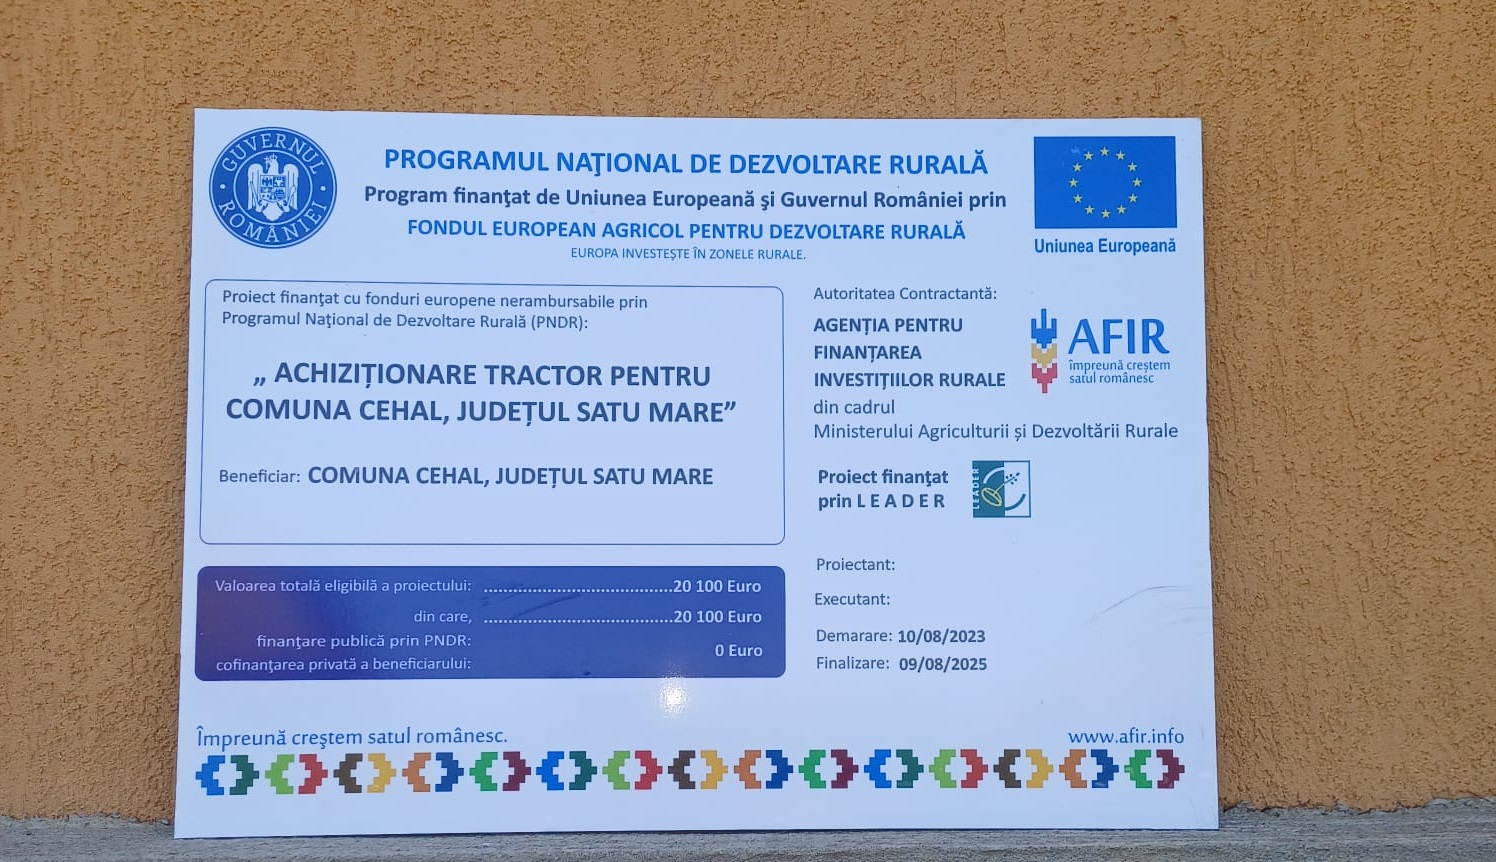 GUVERNUL ROMÂNIEI
PROGRAMUL NAŢIONAL DE DEZVOLTARE RURALĂ
Program finanţat de Uniunea Europeană şi Guvernul României prin
FONDUL EUROPEAN AGRICOL PENTRU DEZVOLTARE RURALĂ
EUROPA INVESTEȘTE ÎN ZONELE RURALE.
Uniunea Europeană
Proiect finanţat cu fonduri europene nerambursabile prin
Programul Naţional de Dezvoltare Rurală (PNDR):
„ ACHIZIȚIONARE TRACTOR PENTRU
COMUNA CEHAL, JUDEȚUL SATU MARE”
Beneficiar: COMUNA CEHAL, JUDEȚUL SATU MARE
Valoarea totală eligibilă a proiectului: ......................................20 100 Euro
din care, ......................................20 100 Euro
finanţare publică prin PNDR:
cofinanţarea privată a beneficiarului: 0 Euro
Autoritatea Contractantă:
AGENȚIA PENTRU
FINANȚAREA
INVESTIȚIILOR RURALE
din cadrul
Ministerului Agriculturii și Dezvoltării Rurale
AFIR
împreună creștem
satul românesc
Proiect finanţat
prin L E A D E R
LEADER
Proiectant:
Executant:
Demarare: 10/08/2023
Finalizare: 09/08/2025
Împreună creştem satul românesc.
www.afir.info